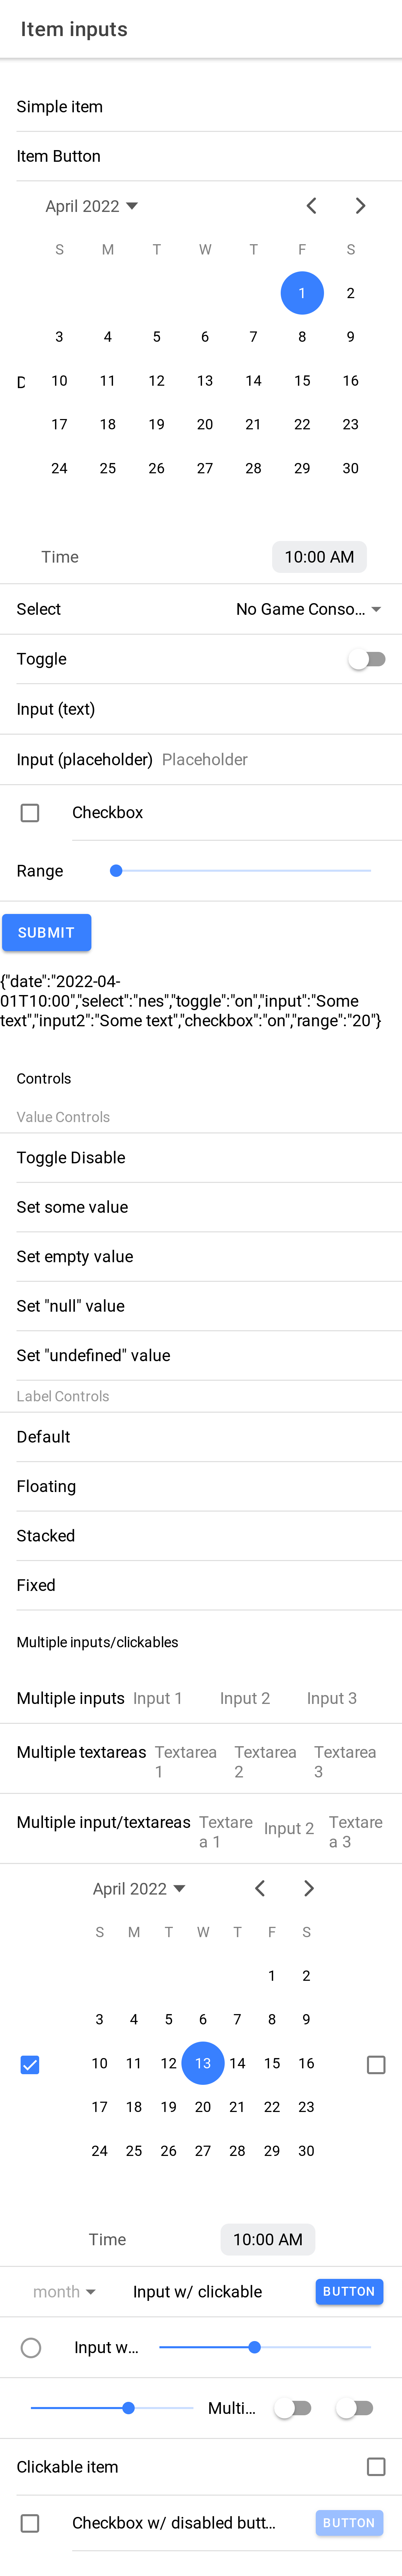 Item inputs
Simple item
Item Button
April 2022
S M T W T F S
1 2
3 4 5 6 7 8 9
D 10 11 12 13 14 15 16
17 18 19 20 21 22 23
24 25 26 27 28 29 30
Time 10:00 AM
Select No Game Conso...
Toggle
Input (text)
Input (placeholder) Placeholder
Checkbox
Range
SUBMIT
{"date":"2022-04-
01T10:00","select":"nes","toggle":"on","input":"Some
text","input2":"Some text","checkbox":"on","range":"20"}
Controls
Value Controls
Toggle Disable
Set some value
Set empty value
Set "null" value
Set "undefined" value
Label Controls
Default
Floating
Stacked
Fixed
Multiple inputs/clickables
Multiple inputs Input 1 Input 2 Input 3
Multiple textareas Textarea Textarea Textarea
1 2 3
Multiple input/textareas Textare Input 2 Textare
a 1 a 3
April 2022
S M T W T F S
1 2
3 4 5 6 7 8 9
10 11 12 13 14 15 16
17 18 19 20 21 22 23
24 25 26 27 28 29 30
Time 10:00 AM
month Input w/ clickable BUTTON
Input w...
Multi...
Clickable item
Checkbox w/ disabled butt... BUTTON